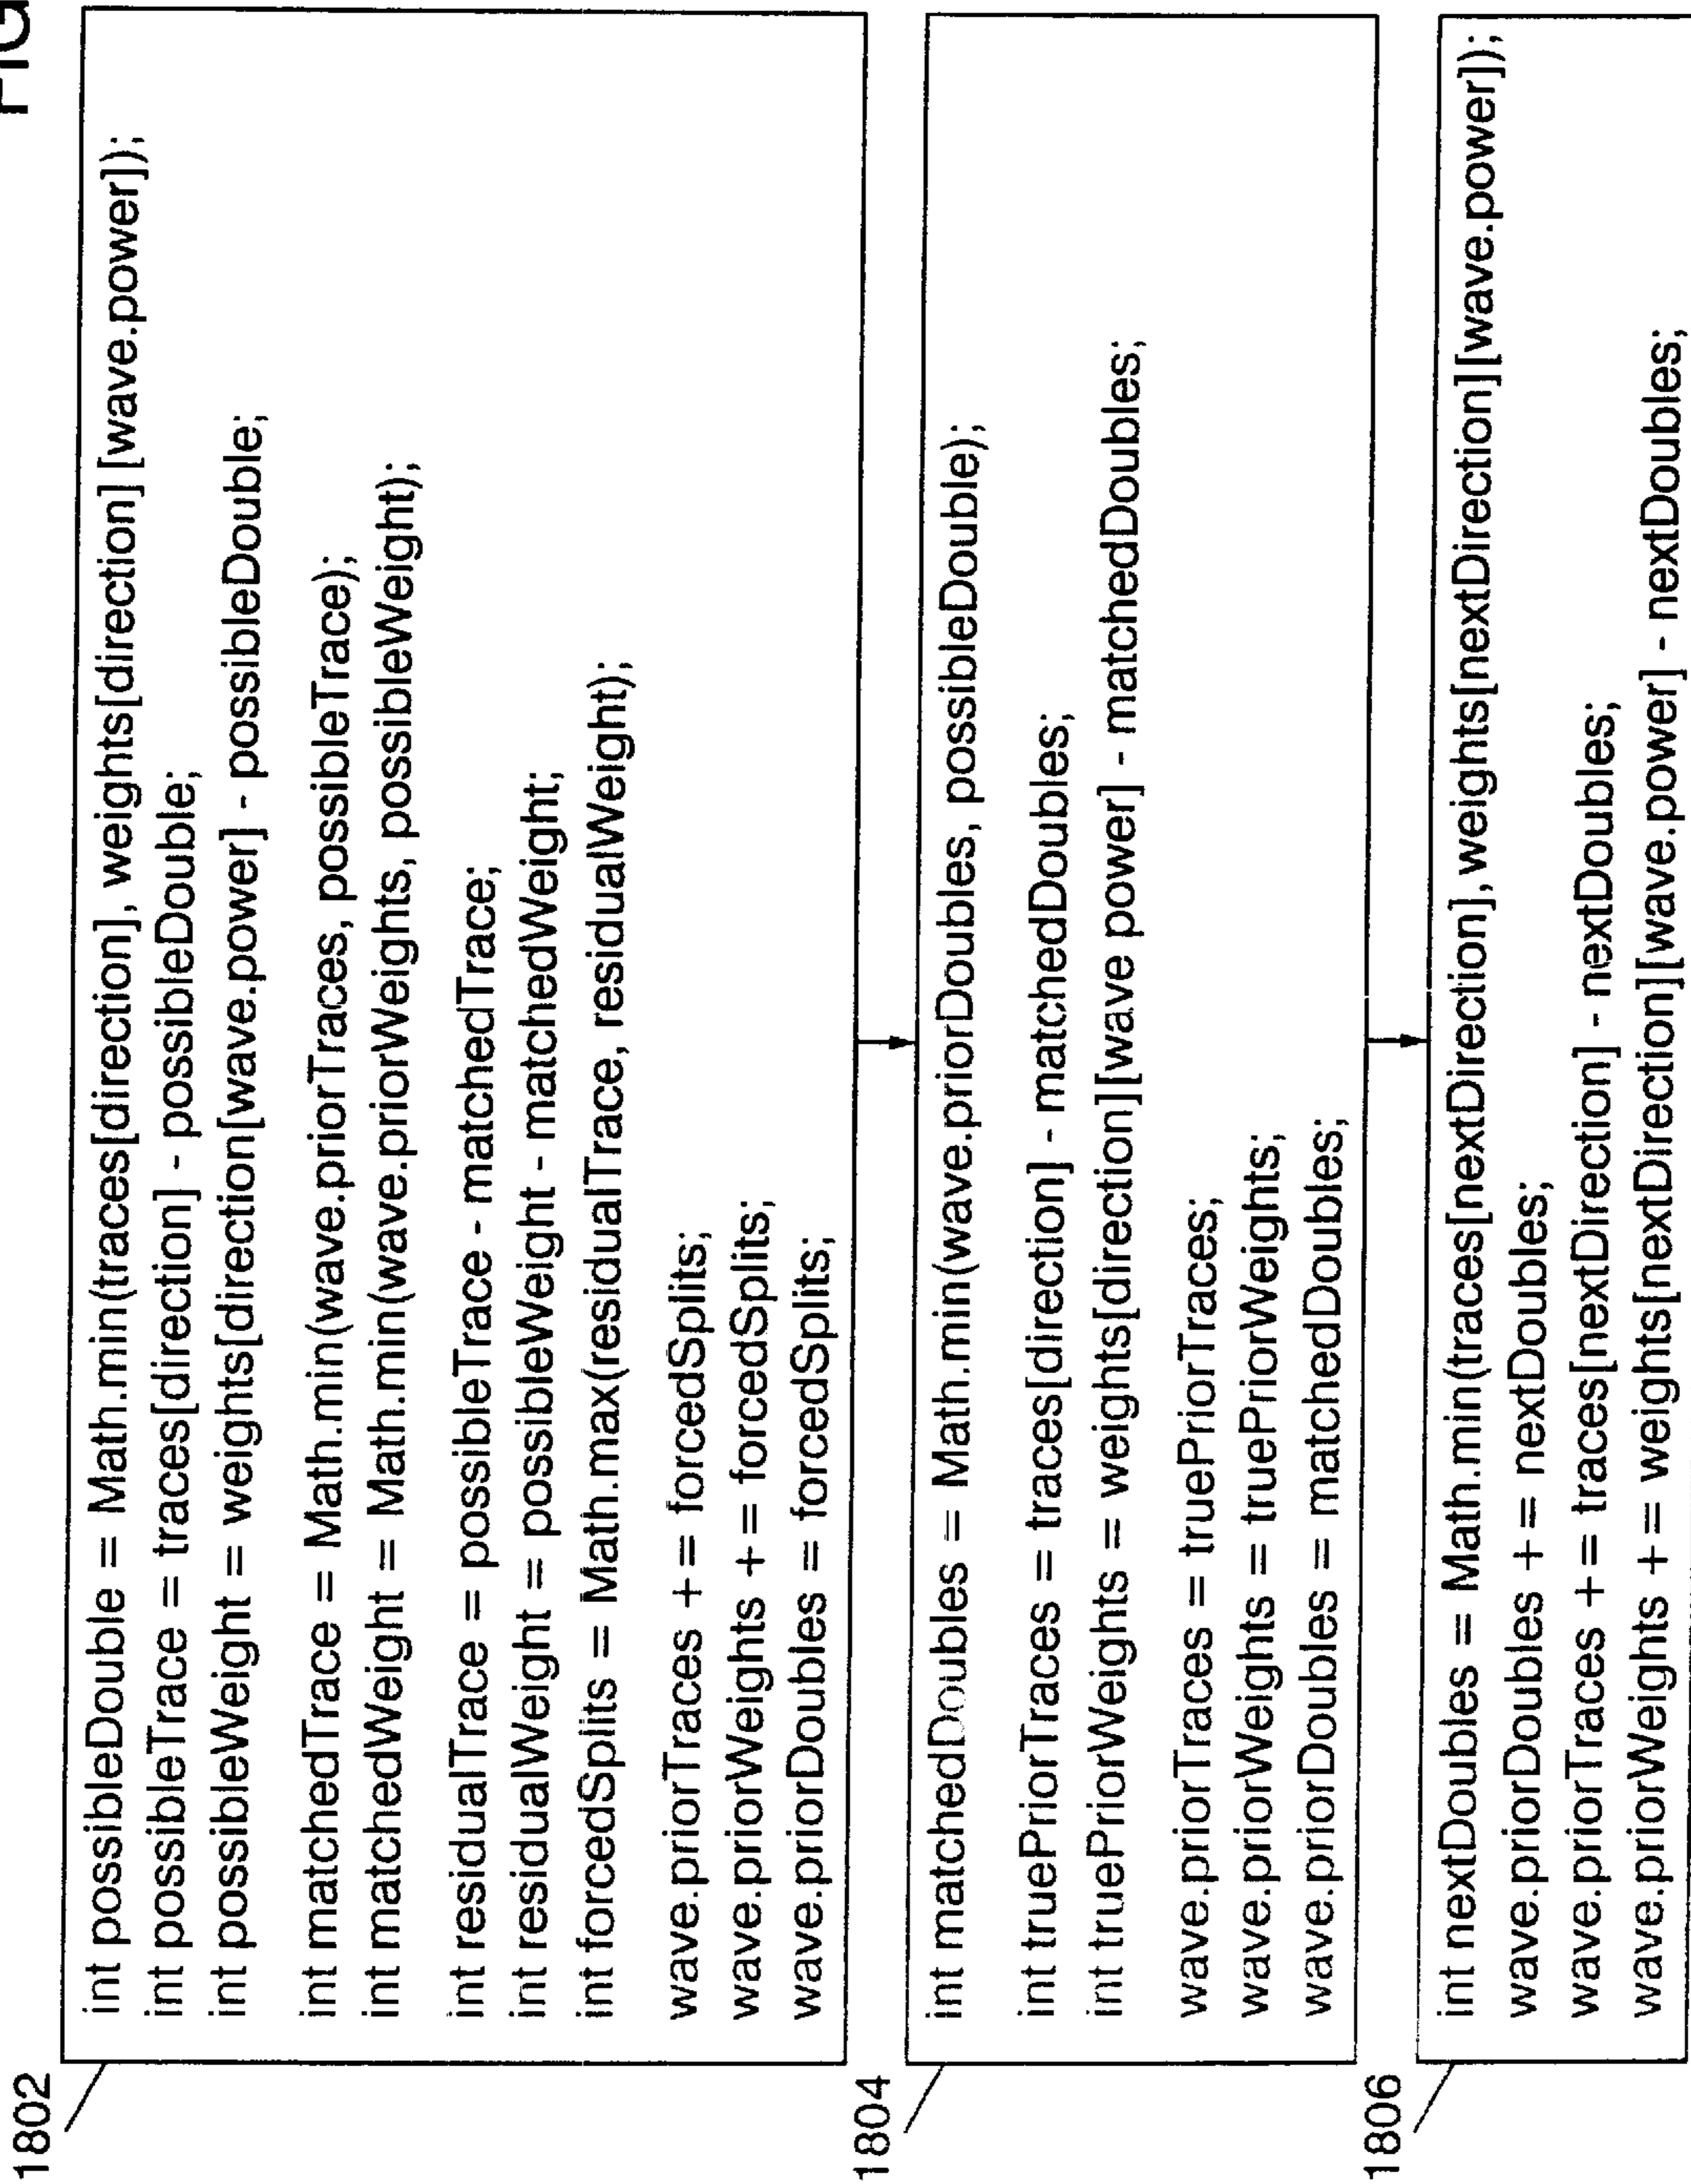 FIG
1802
int possibleDouble = Math.min(traces[direction], weights[direction] [wave.power]);
int possibleTrace = traces[direction] - possibleDouble;
int possibleWeight = weights[direction[wave.power] - possibleDouble;
int matchedTrace = Math.min(wave.priorTraces, possibleTrace);
int matchedWeight = Math.min(wave.priorWeights, possibleWeight);
int residualTrace = possibleTrace - matchedTrace;
int residualWeight = possibleWeight - matchedWeight;
int forcedSplits = Math.max(residualTrace, residualWeight);
wave.priorTraces += forcedSplits;
wave.priorWeights += forcedSplits;
wave.priorDoubles = forcedSplits;
1804
int matchedDoubles = Math.min(wave.priorDoubles, possibleDouble);
int truePriorTraces = traces[direction] - matchedDoubles;
int truePriorWeights = weights[direction][wave power] - matchedDoubles;
wave.priorTraces = truePriorTraces;
wave.priorWeights = truePriorWeights;
wave.priorDoubles = matchedDoubles;
1806
int nextDoubles = Math.min(traces[nextDirection], weights[nextDirection][wave.power]);
wave.priorDoubles += nextDoubles;
wave.priorTraces += traces[nextDirection] - nextDoubles;
wave.priorWeights += weights[nextDirection][wave.power] - nextDoubles;